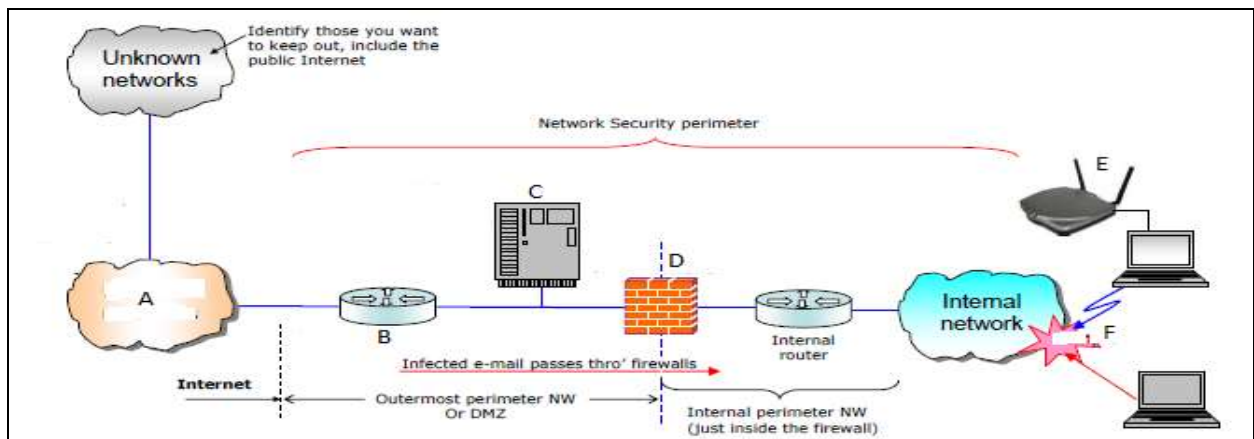 Identify those you want
to keep out, include the
public Internet
Unknown
networks
Network Security perimeter
E
C
D
A
B
Internal
network
F
Internal
router
Infected e-mail passes thro' firewalls
Internet
Outermost perimeter NW
Or DMZ
Internal perimeter NW
(just inside the firewall)